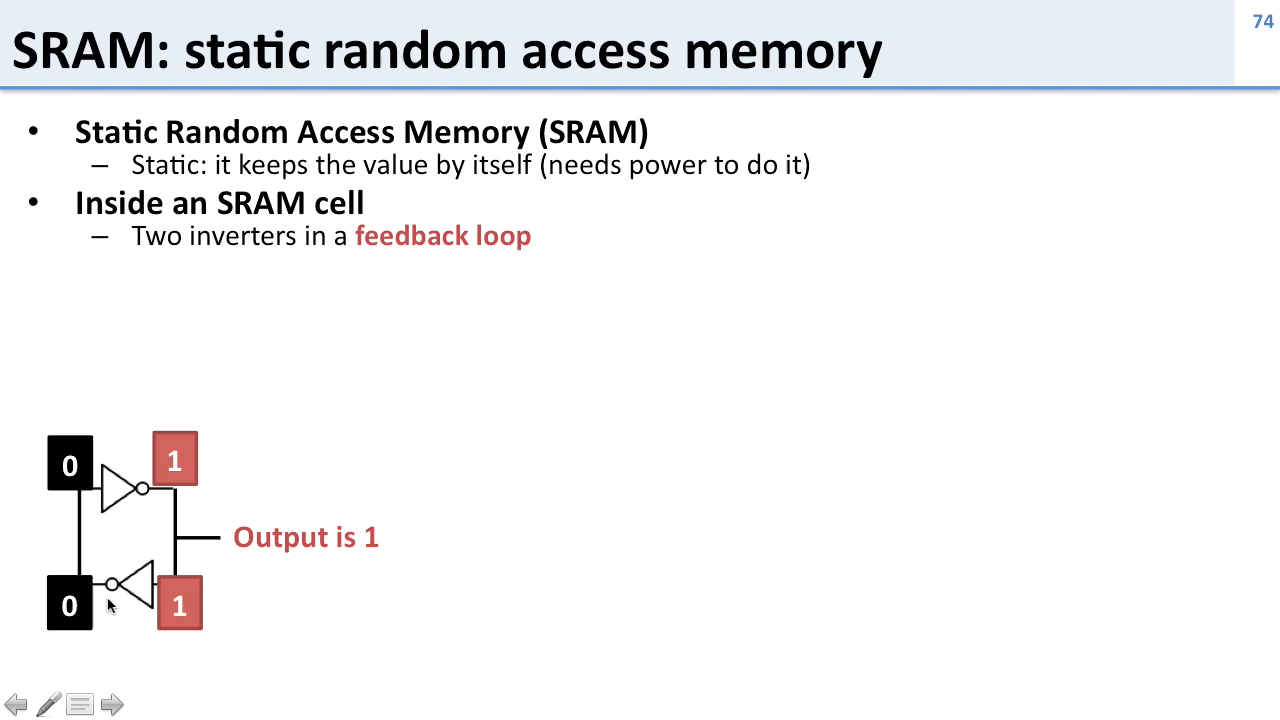 74
SRAM: static random access memory
• Static Random Access Memory (SRAM)
– Static: it keeps the value by itself (needs power to do it)
• Inside an SRAM cell
– Two inverters in a feedback loop
0 1
Output is 1
0 1